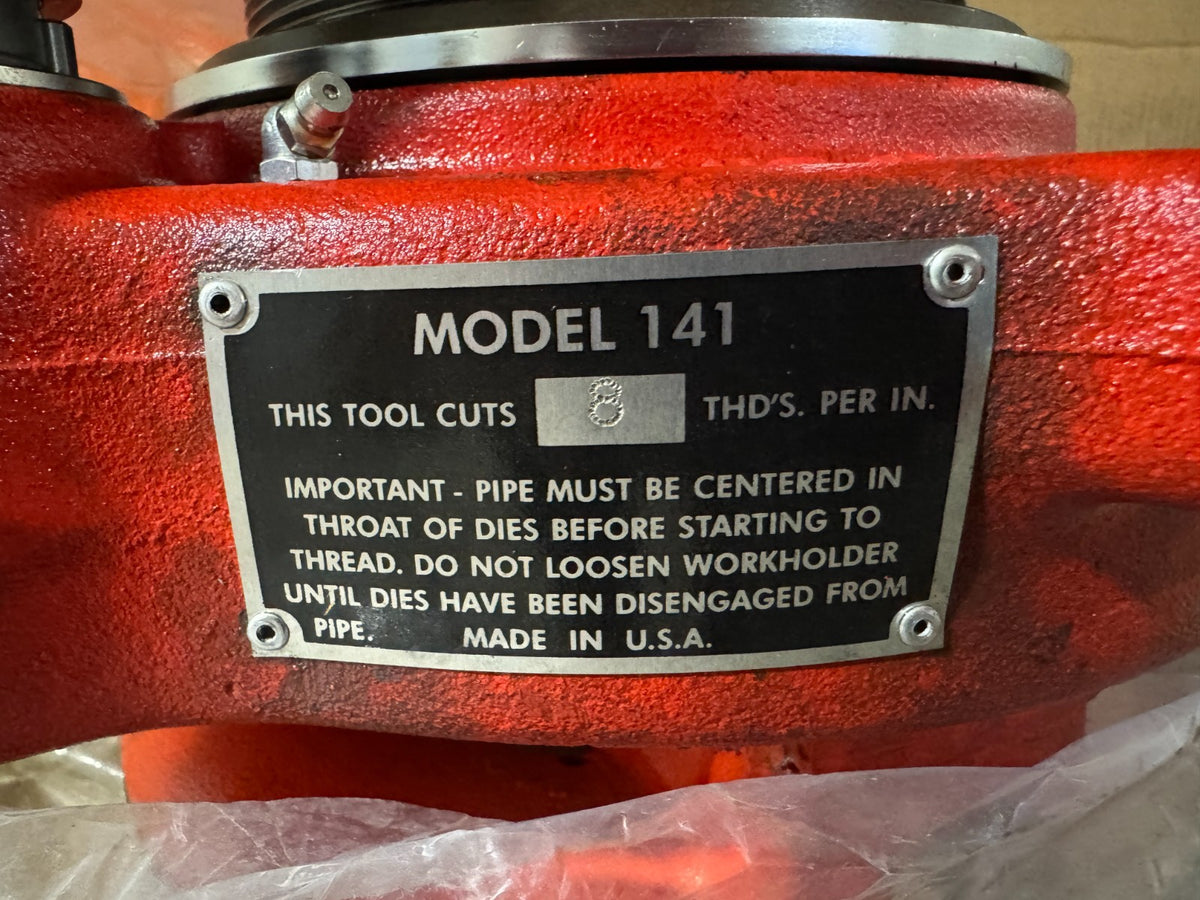 MODEL 141
THIS TOOL CUTS 8 THD'S. PER IN.
IMPORTANT - PIPE MUST BE CENTERED IN
THROAT OF DIES BEFORE STARTING TO
THREAD. DO NOT LOOSEN WORKHOLDER
UNTIL DIES HAVE BEEN DISENGAGED FROM
PIPE. MADE IN U.S.A.